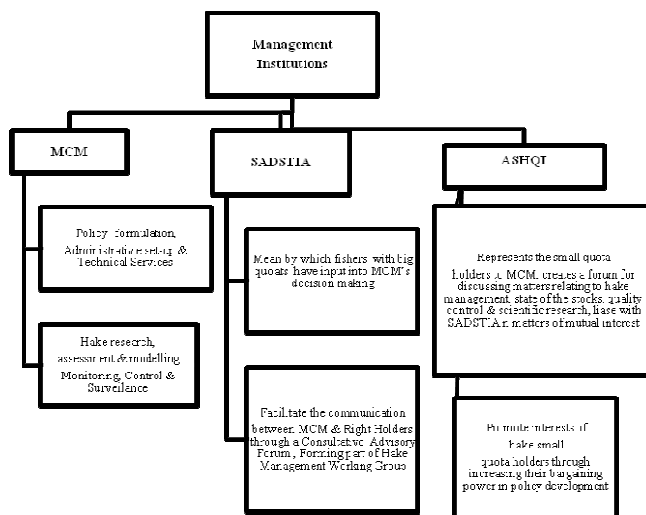 Management
Institutions
MCM
SADSTIA
ASHQI
Policy formulation,
Administrative setup &
Technical Services
Hake research,
assessment & modelling
Monitoring, Control &
Surveilance
Mean by which fishers with big
quoats have input into MCM's
decision making
Facilitate the communication
between MCM & Right Holders
through a Consultative Advisory
Forum, Forming part of Hake
Management Working Group
Represents the small quota
holders to MCM, creates a forum for
discussing matters relating to hake
management, state of the stocks, quality
control & scientific research, liase with
SADSTIA in matters of mutual interest
Promote interests of
hake small
quota holders through
increasing their bargaining
power in policy development